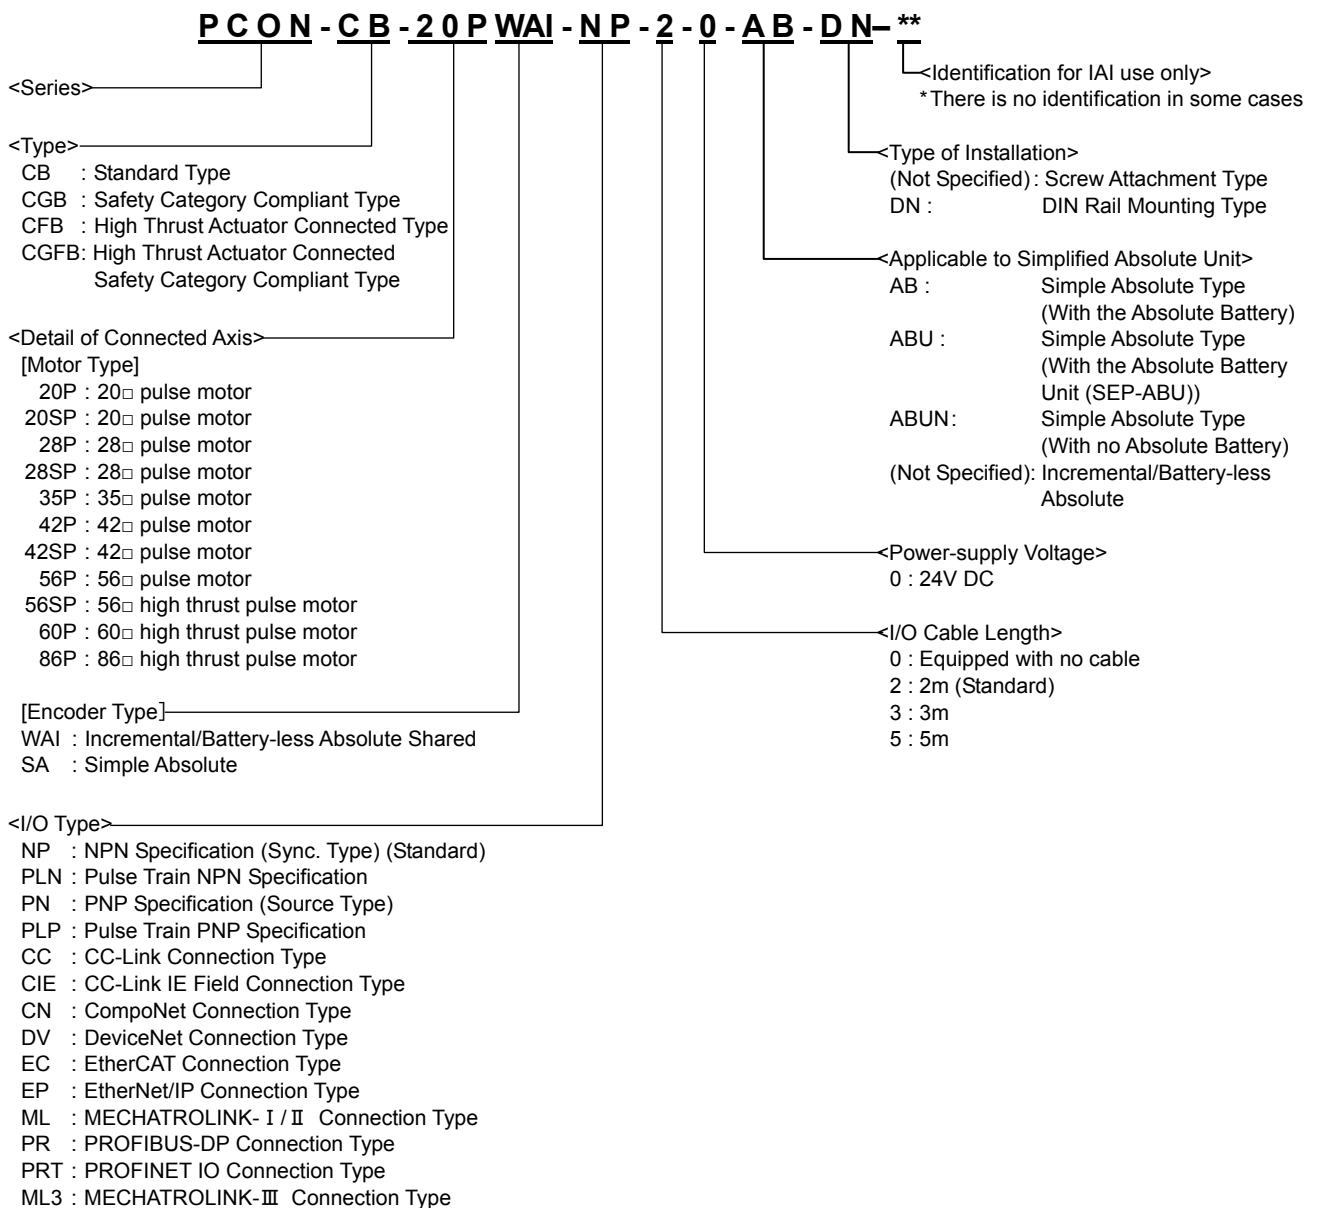 PCON-CB-20PWAI-NP-2-0-AB-DN-**
<Series>
<Type>
CB : Standard Type
CGB : Safety Category Compliant Type
CFB : High Thrust Actuator Connected Type
CGFB: High Thrust Actuator Connected
Safety Category Compliant Type
<Detail of Connected Axis>
[Motor Type]
20P : 20□ pulse motor
20SP : 20□ pulse motor
28P : 28□ pulse motor
28SP : 28□ pulse motor
35P : 35□ pulse motor
42P : 42□ pulse motor
42SP : 42□ pulse motor
56P : 56□ pulse motor
56SP : 56□ high thrust pulse motor
60P : 60□ high thrust pulse motor
86P : 86□ high thrust pulse motor
[Encoder Type]
WAI : Incremental/Battery-less Absolute Shared
SA : Simple Absolute
<I/O Type>
NP : NPN Specification (Sync. Type) (Standard)
PLN : Pulse Train NPN Specification
PN : PNP Specification (Source Type)
PLP : Pulse Train PNP Specification
CC : CC-Link Connection Type
CIE : CC-Link IE Field Connection Type
CN : CompoNet Connection Type
DV : DeviceNet Connection Type
EC : EtherCAT Connection Type
EP : EtherNet/IP Connection Type
ML : MECHATROLINK-Ⅰ/Ⅱ Connection Type
PR : PROFIBUS-DP Connection Type
PRT : PROFINET IO Connection Type
ML3 : MECHATROLINK-Ⅲ Connection Type
<Identification for IAI use only>
*There is no identification in some cases
<Type of Installation>
(Not Specified) : Screw Attachment Type
DN : DIN Rail Mounting Type
<Applicable to Simplified Absolute Unit>
AB : Simple Absolute Type
(With the Absolute Battery)
ABU : Simple Absolute Type
(With the Absolute Battery
Unit (SEP-ABU))
ABUN: Simple Absolute Type
(With no Absolute Battery)
(Not Specified): Incremental/Battery-less
Absolute
<Power-supply Voltage>
0 : 24V DC
<I/O Cable Length>
0 : Equipped with no cable
2 : 2m (Standard)
3 : 3m
5 : 5m